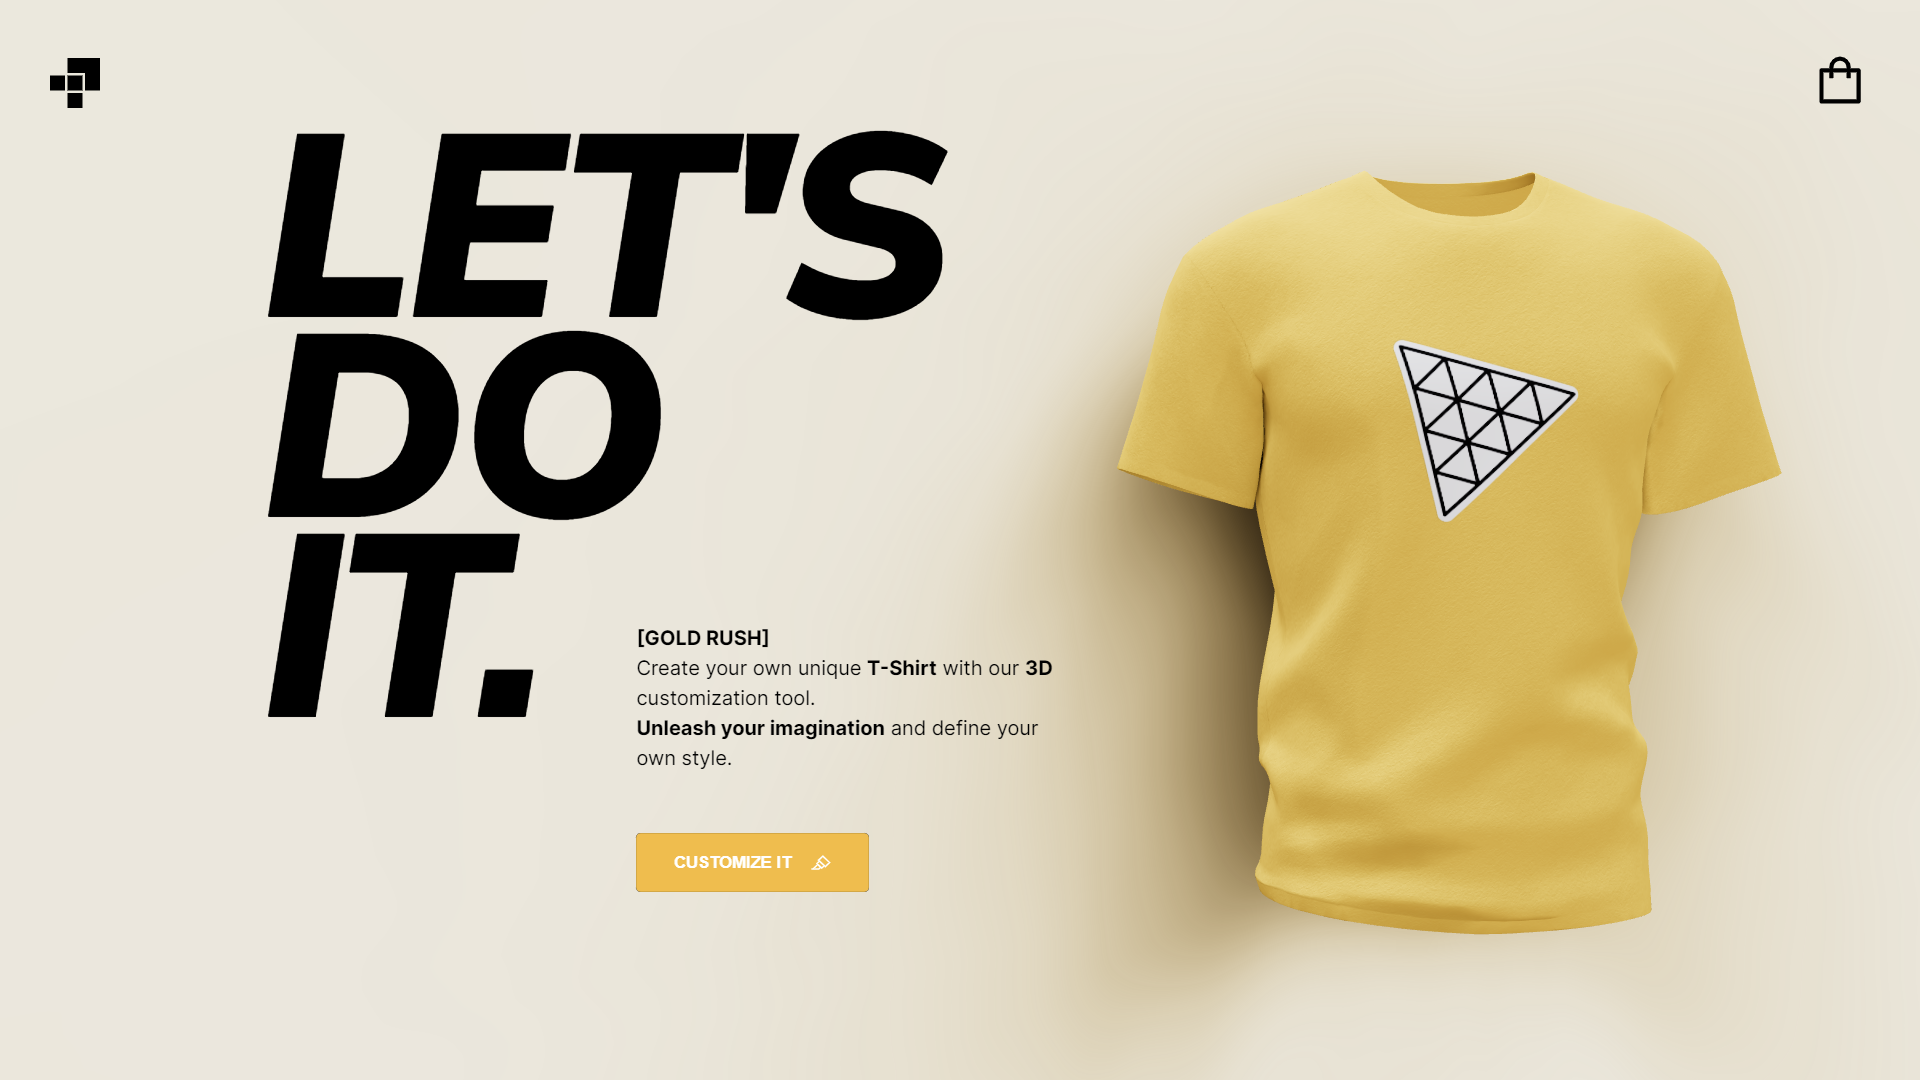 LET'S
DO
IT.
[GOLD RUSH]
Create your own unique T-Shirt with our 3D
customization tool.
Unleash your imagination and define your
own style.
CUSTOMIZE IT